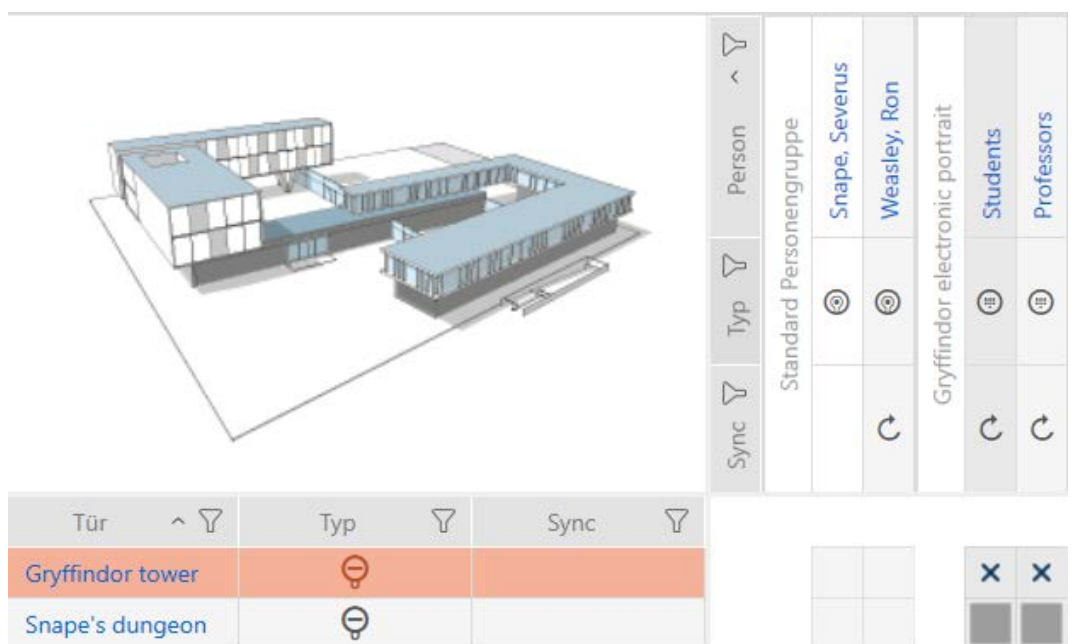 Person
Typ
Sync
Standard Personengruppe
Snape, Severus
Weasley, Ron
Gryffindor electronic portrait
Students
Professors
Tür Typ Sync
Gryffindor tower
Snape's dungeon